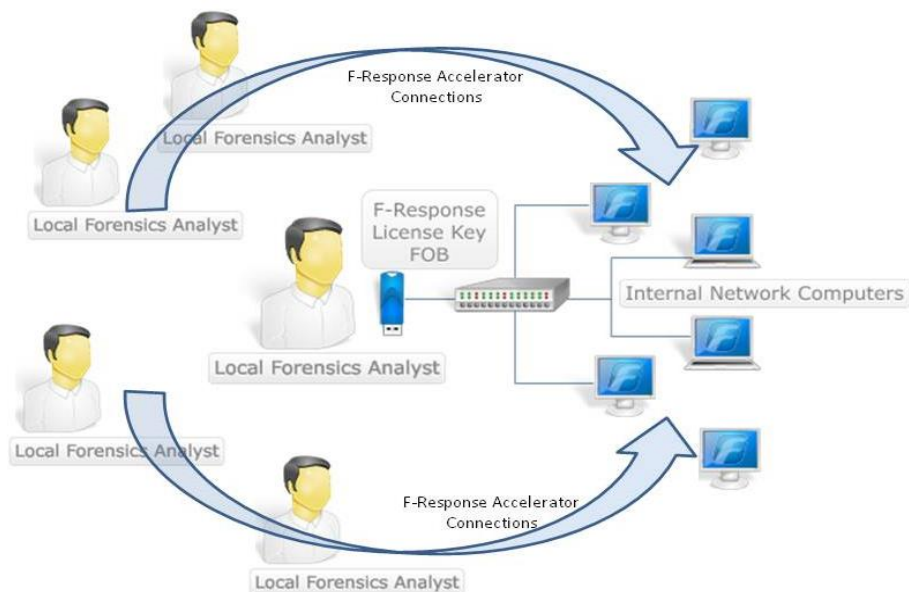 F-Response Accelerator
Connections
Local Forensics Analyst
Local Forensics Analyst
F-Response
License Key
FOB
Internal Network Computers
Local Forensics Analyst
Local Forensics Analyst
F-Response Accelerator
Connections
Local Forensics Analyst